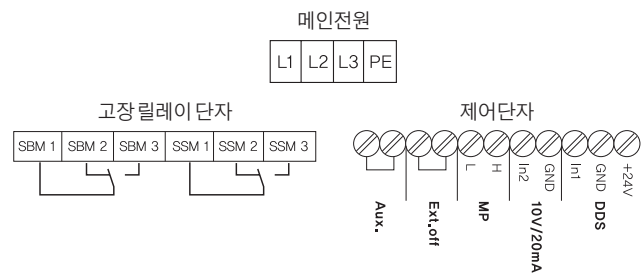 메인전원
L1 L2 L3 PE
고장 릴레이 단자
SBM 1 SBM 2 SBM 3 SSM 1 SSM 2 SSM 3
제어단자
L H In2 GND In1 GND +24V
Aux. Ext.off MP 10V/20mA DDS